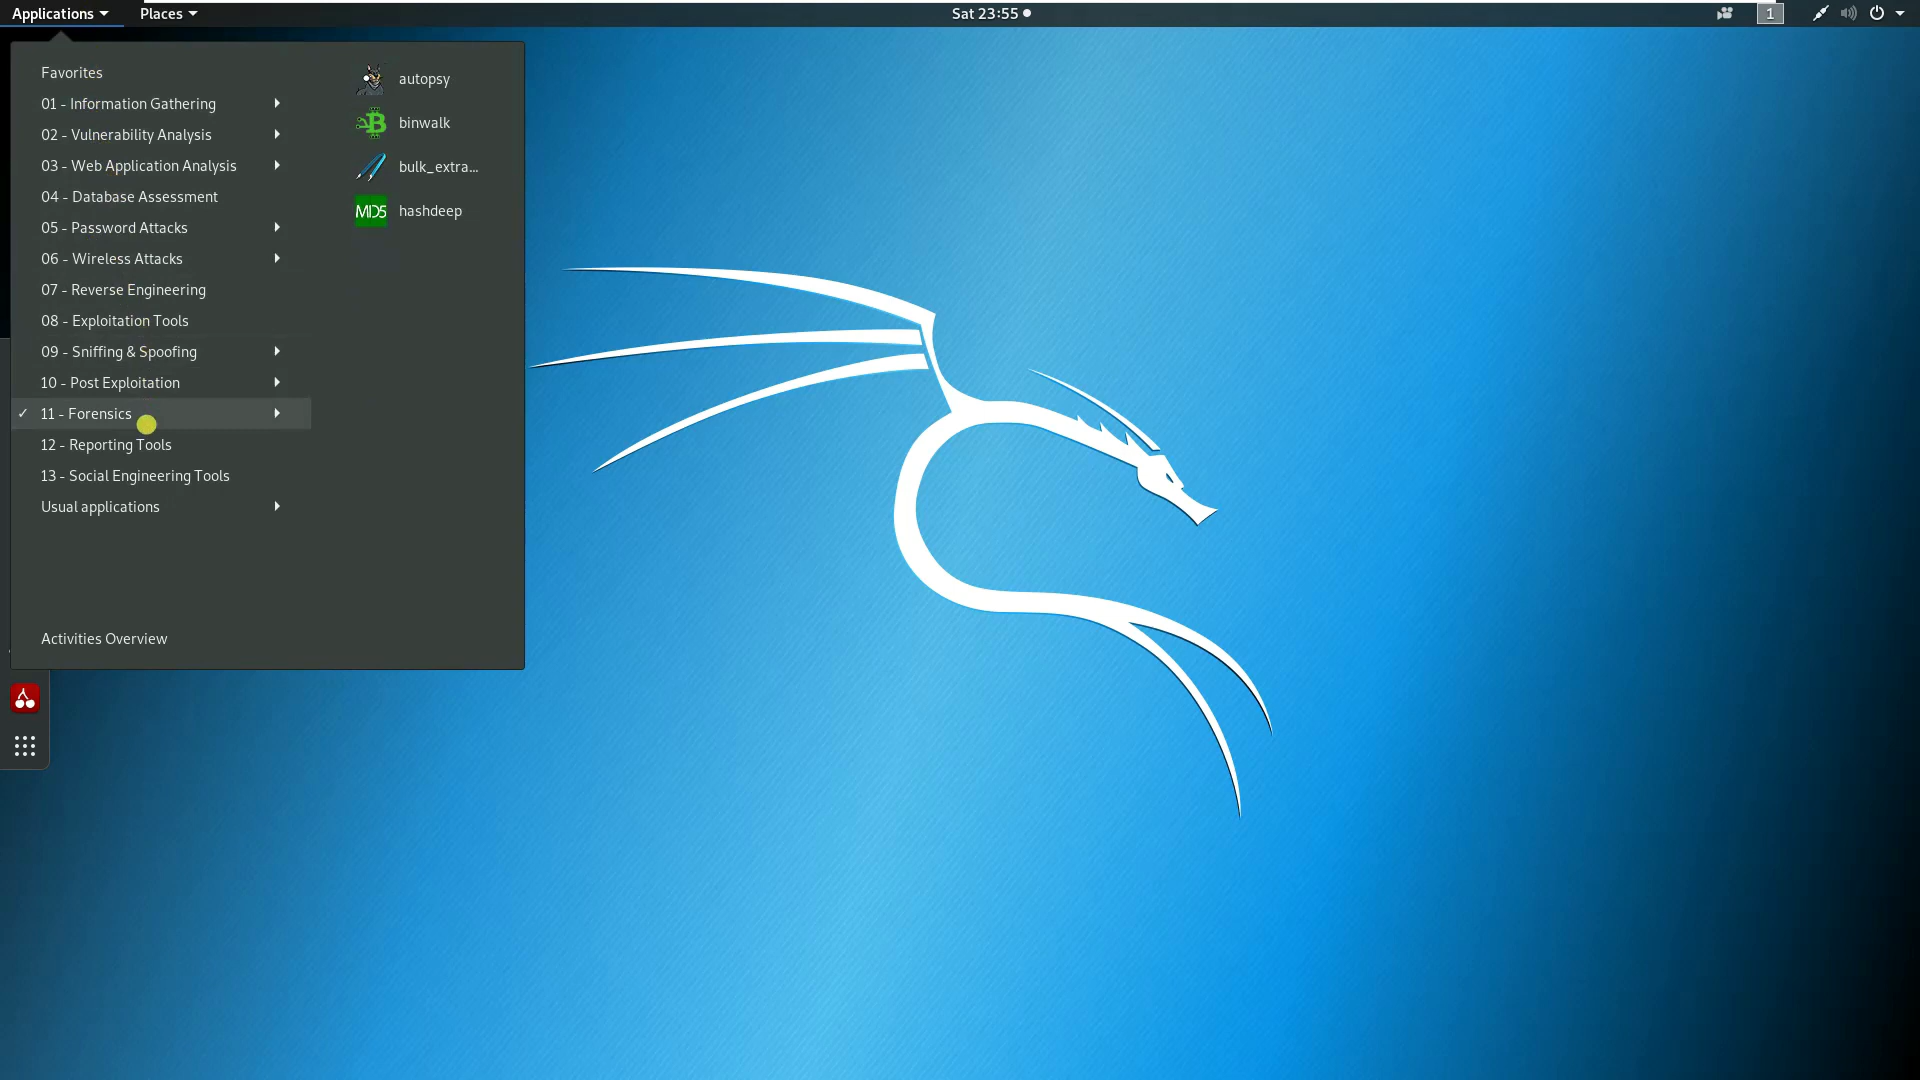 Applications Places Sat 23:55 1
Favorites
01 - Information Gathering
02 - Vulnerability Analysis
03 - Web Application Analysis
04 - Database Assessment
05 - Password Attacks
06 - Wireless Attacks
07 - Reverse Engineering
08 - Exploitation Tools
09 - Sniffing & Spoofing
10 - Post Exploitation
✓ 11 - Forensics
12 - Reporting Tools
13 - Social Engineering Tools
Usual applications
Activities Overview
autopsy
binwalk
bulk_extra...
MD5 hashdeep